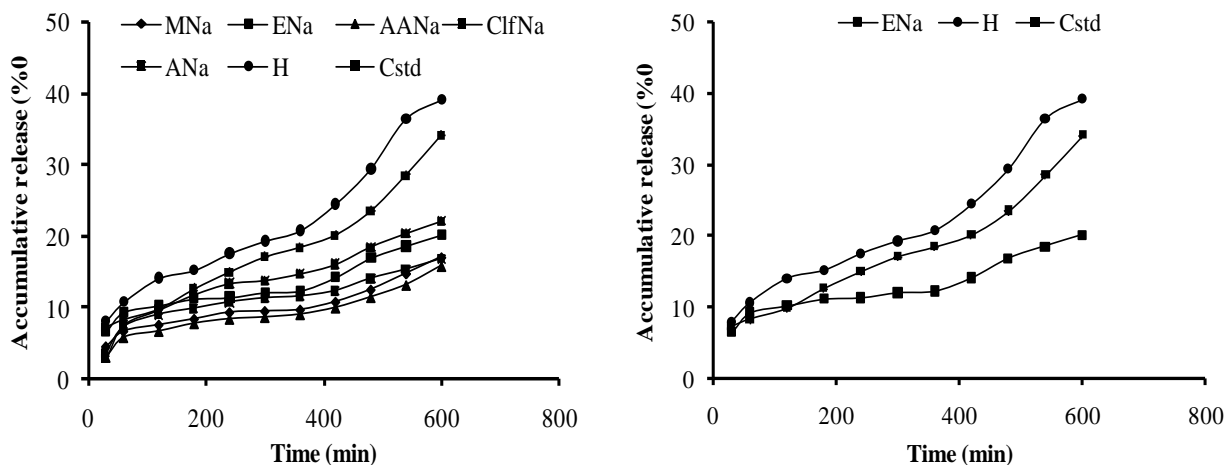 50
MNa ENa AANa ClfNa
ANa H Cstd
40
30
20
10
0
0 200 400 600 800
Time (min)
Accumulative release (%0
50
ENa H Cstd
40
30
20
10
0
0 200 400 600 800
Time (min)
Accumulative release (%0